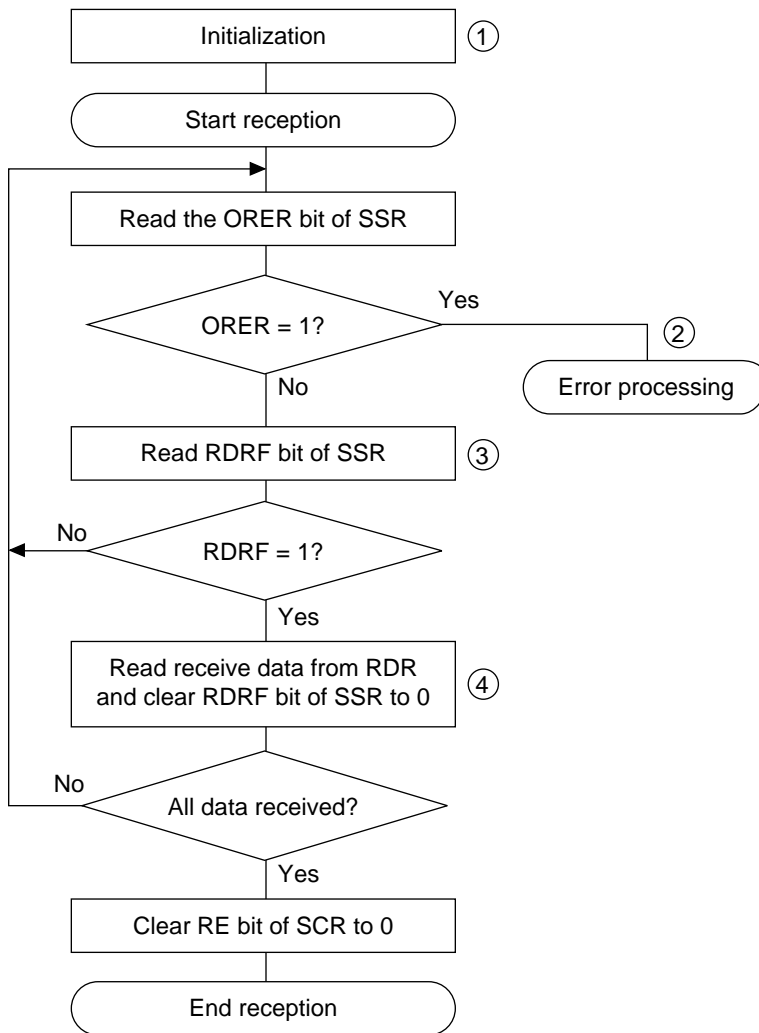 Initialization
1
Start reception
Read the ORER bit of SSR
ORER = 1?
Yes
2
Error processing
No
Read RDRF bit of SSR
3
No
RDRF = 1?
Yes
Read receive data from RDR
and clear RDRF bit of SSR to 0
4
No
All data received?
Yes
Clear RE bit of SCR to 0
End reception